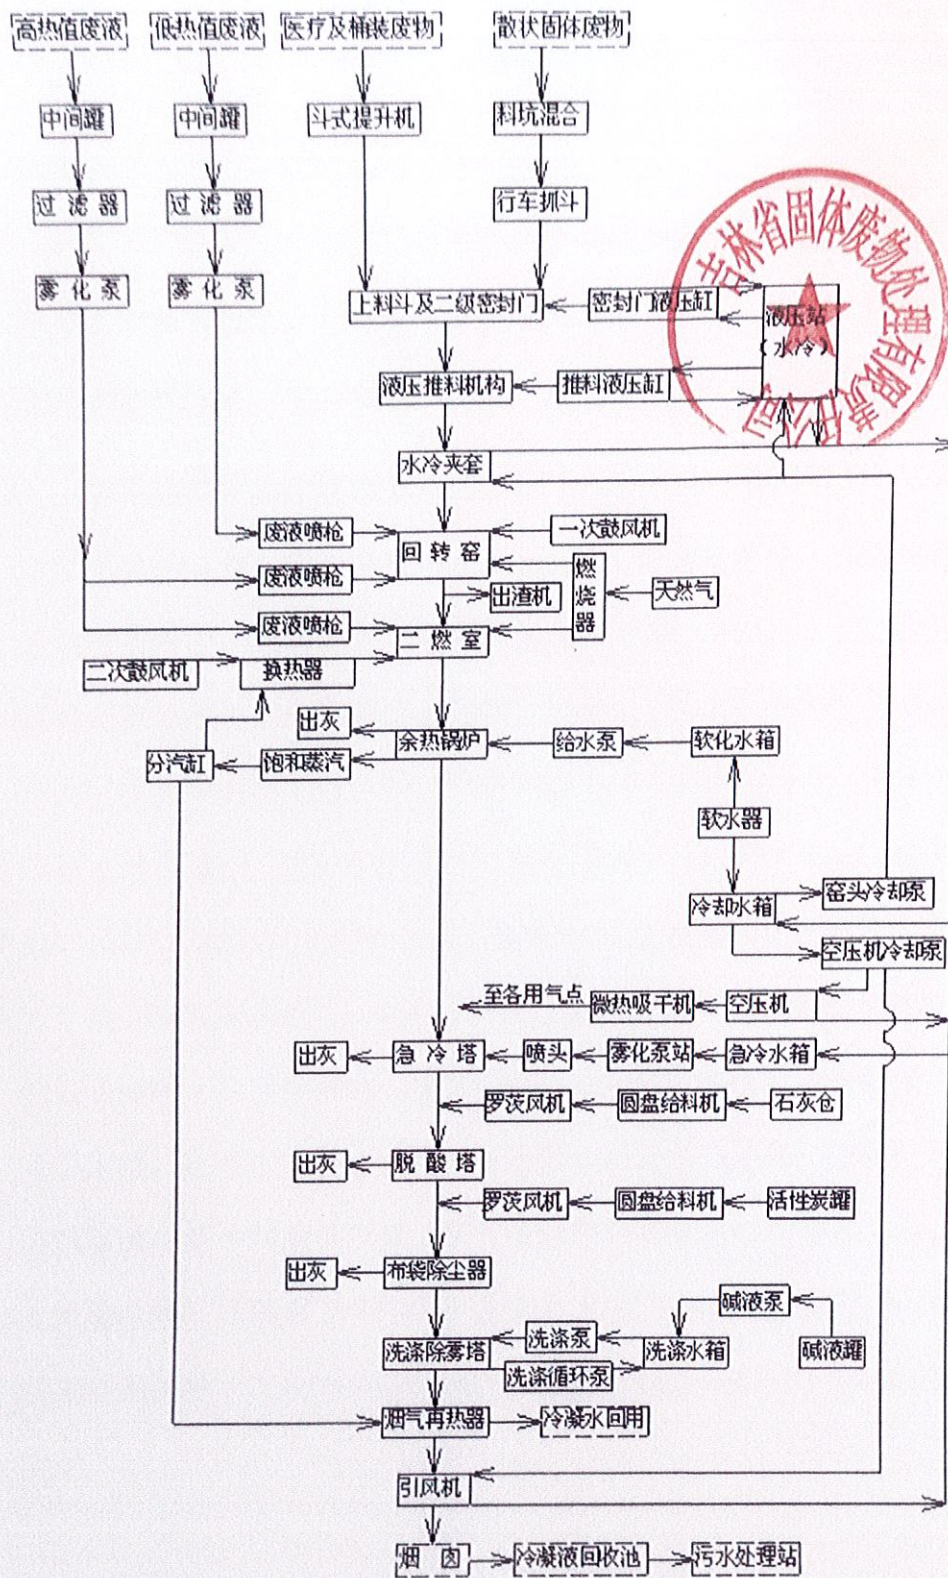 高热值废液
低热值废液
医疗及桶装废物
散状固体废物
中间罐
中间罐
斗式提升机
料坑混合
过滤器
过滤器
行车抓斗
雾化泵
雾化泵
上料斗及二级密封门
密封门液压缸
液压站
(水冷)
吉林省固体废物处理有限责任公司
液压推料机构
推料液压缸
水冷夹套
废液喷枪
回转窑
一次鼓风机
废液喷枪
出渣机
燃烧器
天然气
废液喷枪
二燃室
二次鼓风机
换热器
出灰
余热锅炉
给水泵
软化水箱
分汽缸
饱和蒸汽
软水器
冷却水箱
窑头冷却泵
空压机冷却泵
至各用气点
微热吸干机
空压机
出灰
急冷塔
喷头
雾化泵站
急冷水箱
罗茨风机
圆盘给料机
石灰仓
出灰
脱酸塔
罗茨风机
圆盘给料机
活性炭罐
出灰
布袋除尘器
碱液泵
洗涤除雾塔
洗涤泵
洗涤水箱
碱液罐
洗涤循环泵
烟气再热器
冷凝水回用
引风机
烟囱
冷凝液回收池
污水处理站